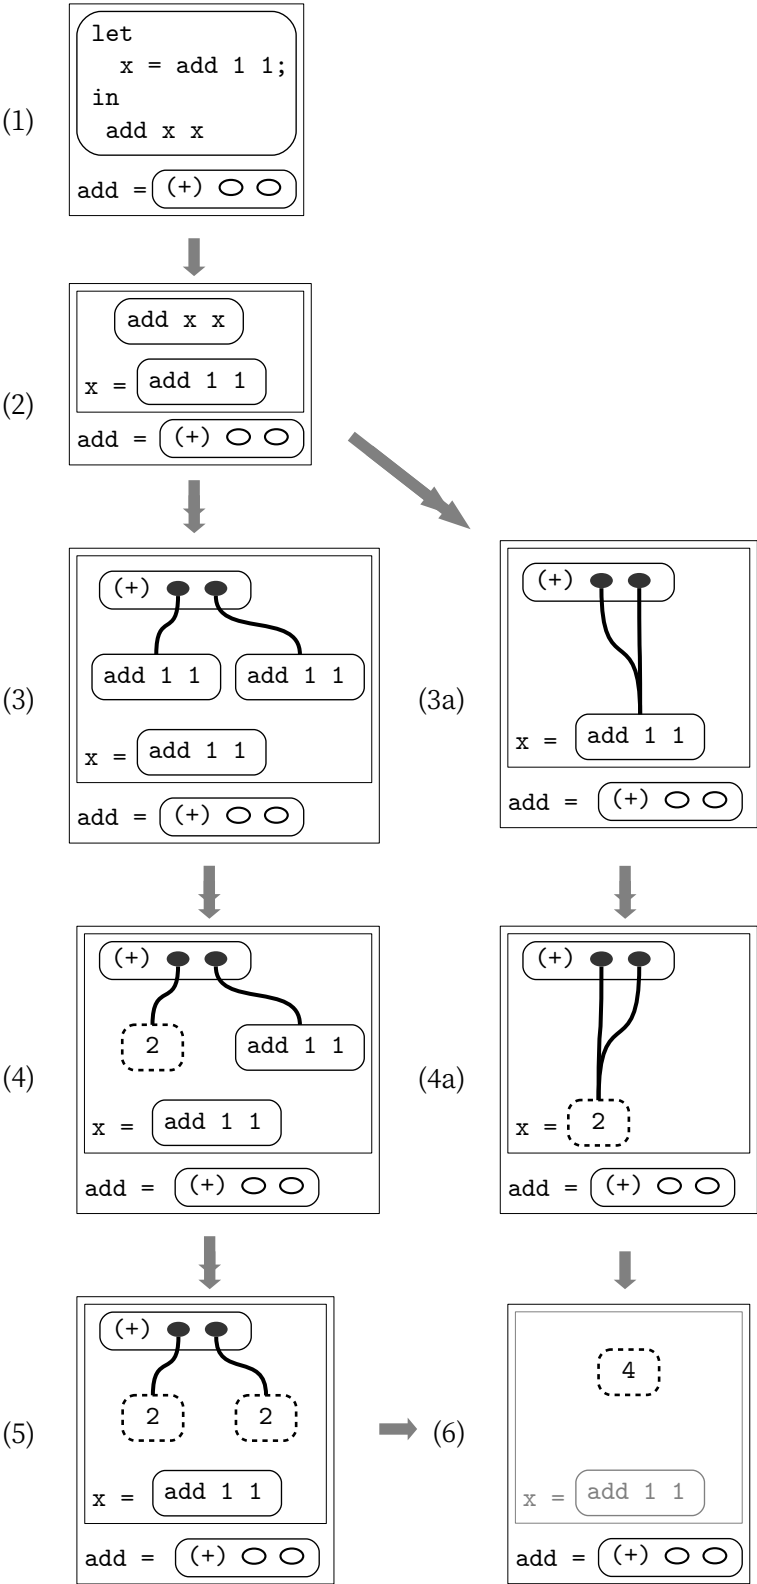 (1)
let
x = add 1 1;
in
add x x
add = (+)
(2)
add x x
x = add 1 1
add = (+)
(3)
(+)
add 1 1 add 1 1
x = add 1 1
add = (+)
(3a)
(+)
x = add 1 1
add = (+)
(4)
(+)
2 add 1 1
x = add 1 1
add = (+)
(4a)
(+)
x = 2
add = (+)
(5)
(+)
2 2
x = add 1 1
add = (+)
(6)
4
x = add 1 1
add = (+)